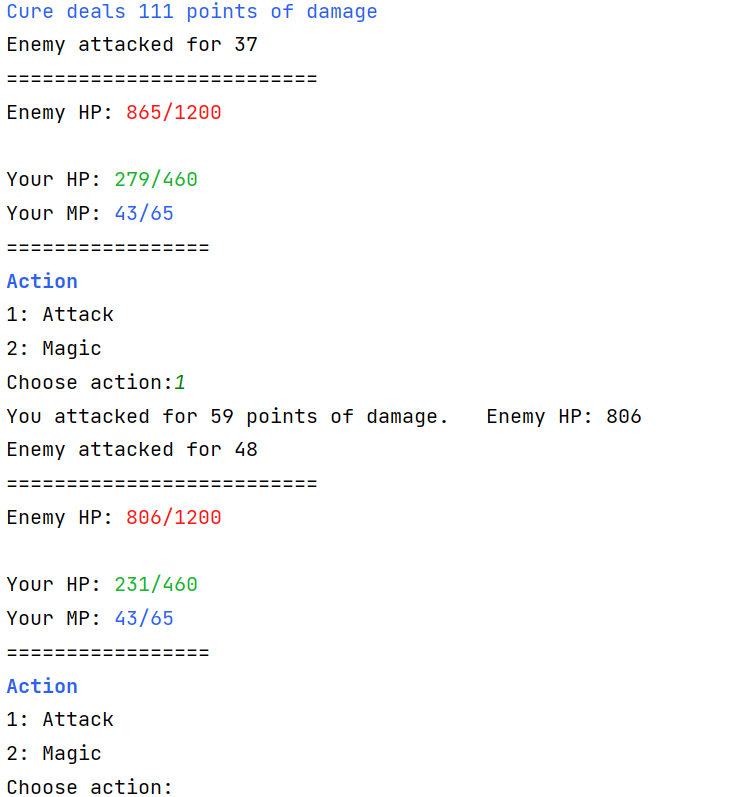 Cure deals 111 points of damage
Enemy attacked for 37
==========================
Enemy HP: 865/1200
Your HP: 279/460
Your MP: 43/65
=================
Action
1: Attack
2: Magic
Choose action:1
You attacked for 59 points of damage.   Enemy HP: 806
Enemy attacked for 48
==========================
Enemy HP: 806/1200
Your HP: 231/460
Your MP: 43/65
=================
Action
1: Attack
2: Magic
Choose action: